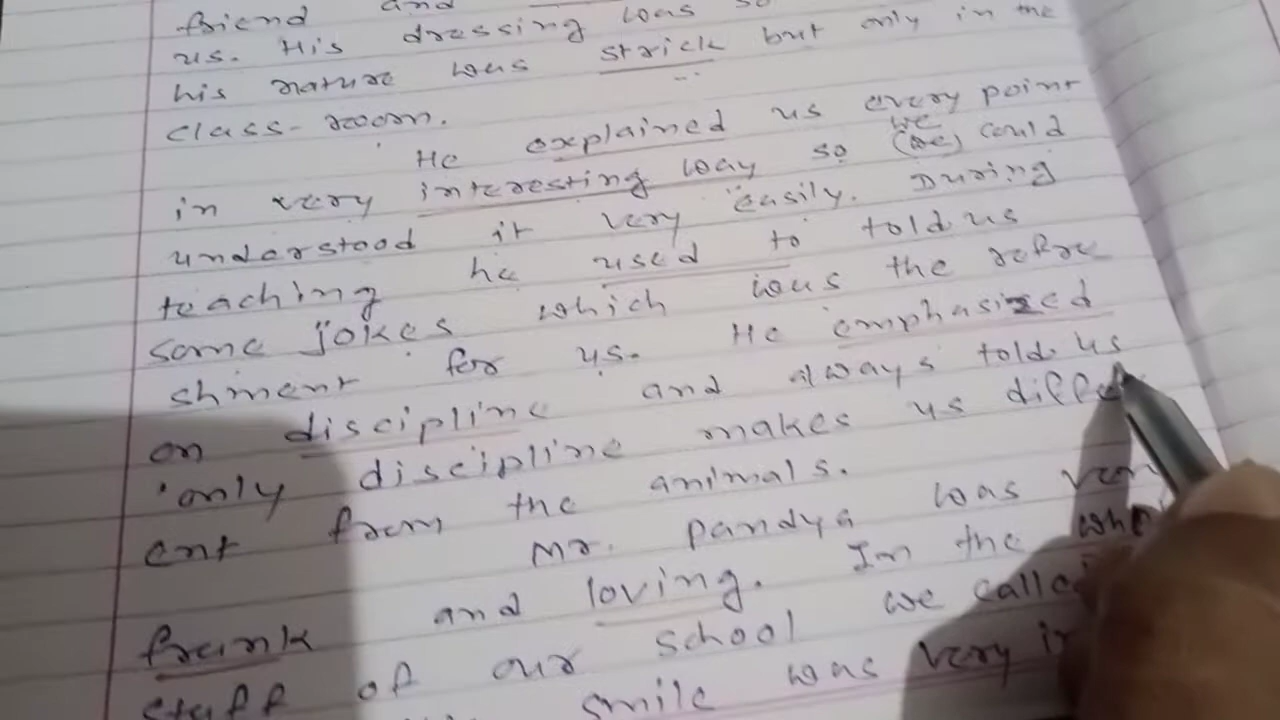 friend and
us. His dressing was so
his nature was strick but only in the
class-room.
He explained us every point
we
in very interesting way so (we) could
understood it very easily. During
teaching he used to told us
some jokes which was the refre
shment for us. He emphasized
on discipline and always told us
'only discipline makes us differ
ent from the animals.
Mr. Pandya was very
frank and loving. In the
staff of our school we called
smile was very